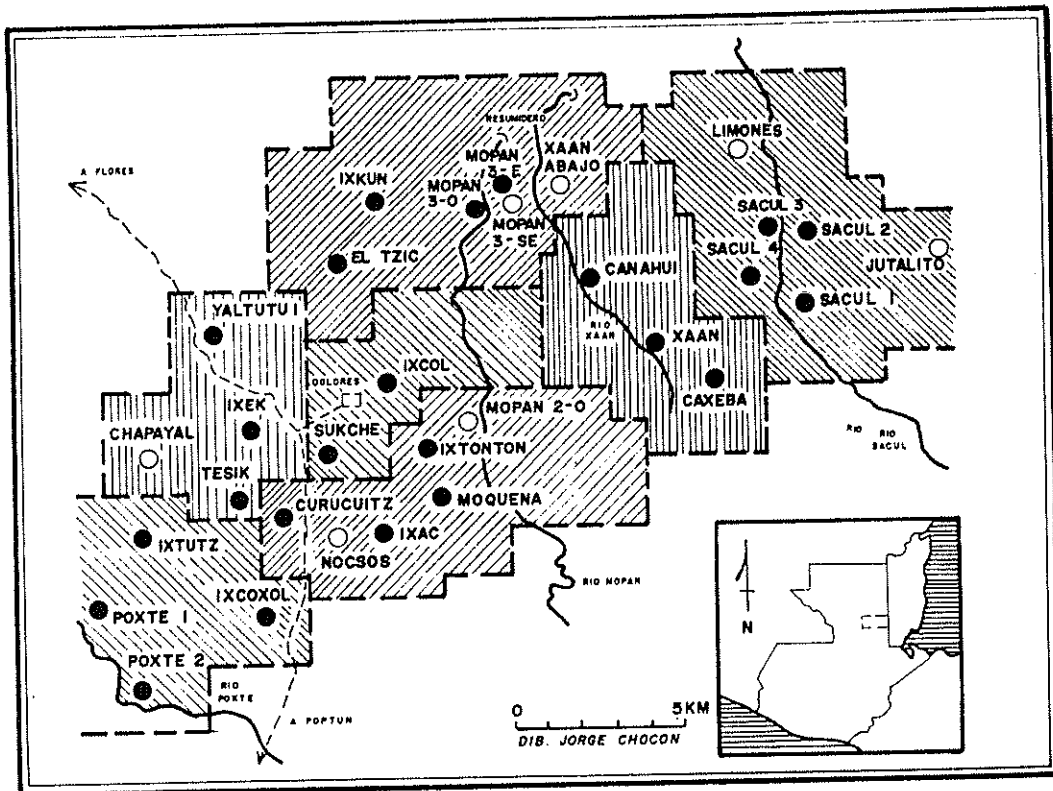 RESUMIDERO
LIMONES
A FLORES
MOPAN
3-E
XAAN
ABAJO
IXKUN
MOPAN
3-O
MOPAN
3-SE
SACUL 3
SACUL 2
SACUL 4
JUTALITO
EL TZIC
CANAHUI
SACUL 1
YALTUTU 1
RIO
XAAN
XAAN
IXCOL
DOLORES
CAXEBA
MOPAN 2-O
IXEK
CHAPAYAL
SUKCHE
IXTONTON
RIO
RIO
SACUL
TESIK
MOQUENA
CURUCUITZ
IXTUTZ
NOCSOS
IXAC
RIO MOPAN
IXCOXOL
POXTE 1
N
POXTE 2
RIO
POXTE
A POPTUN
0 5KM
DIB. JORGE CHOCON